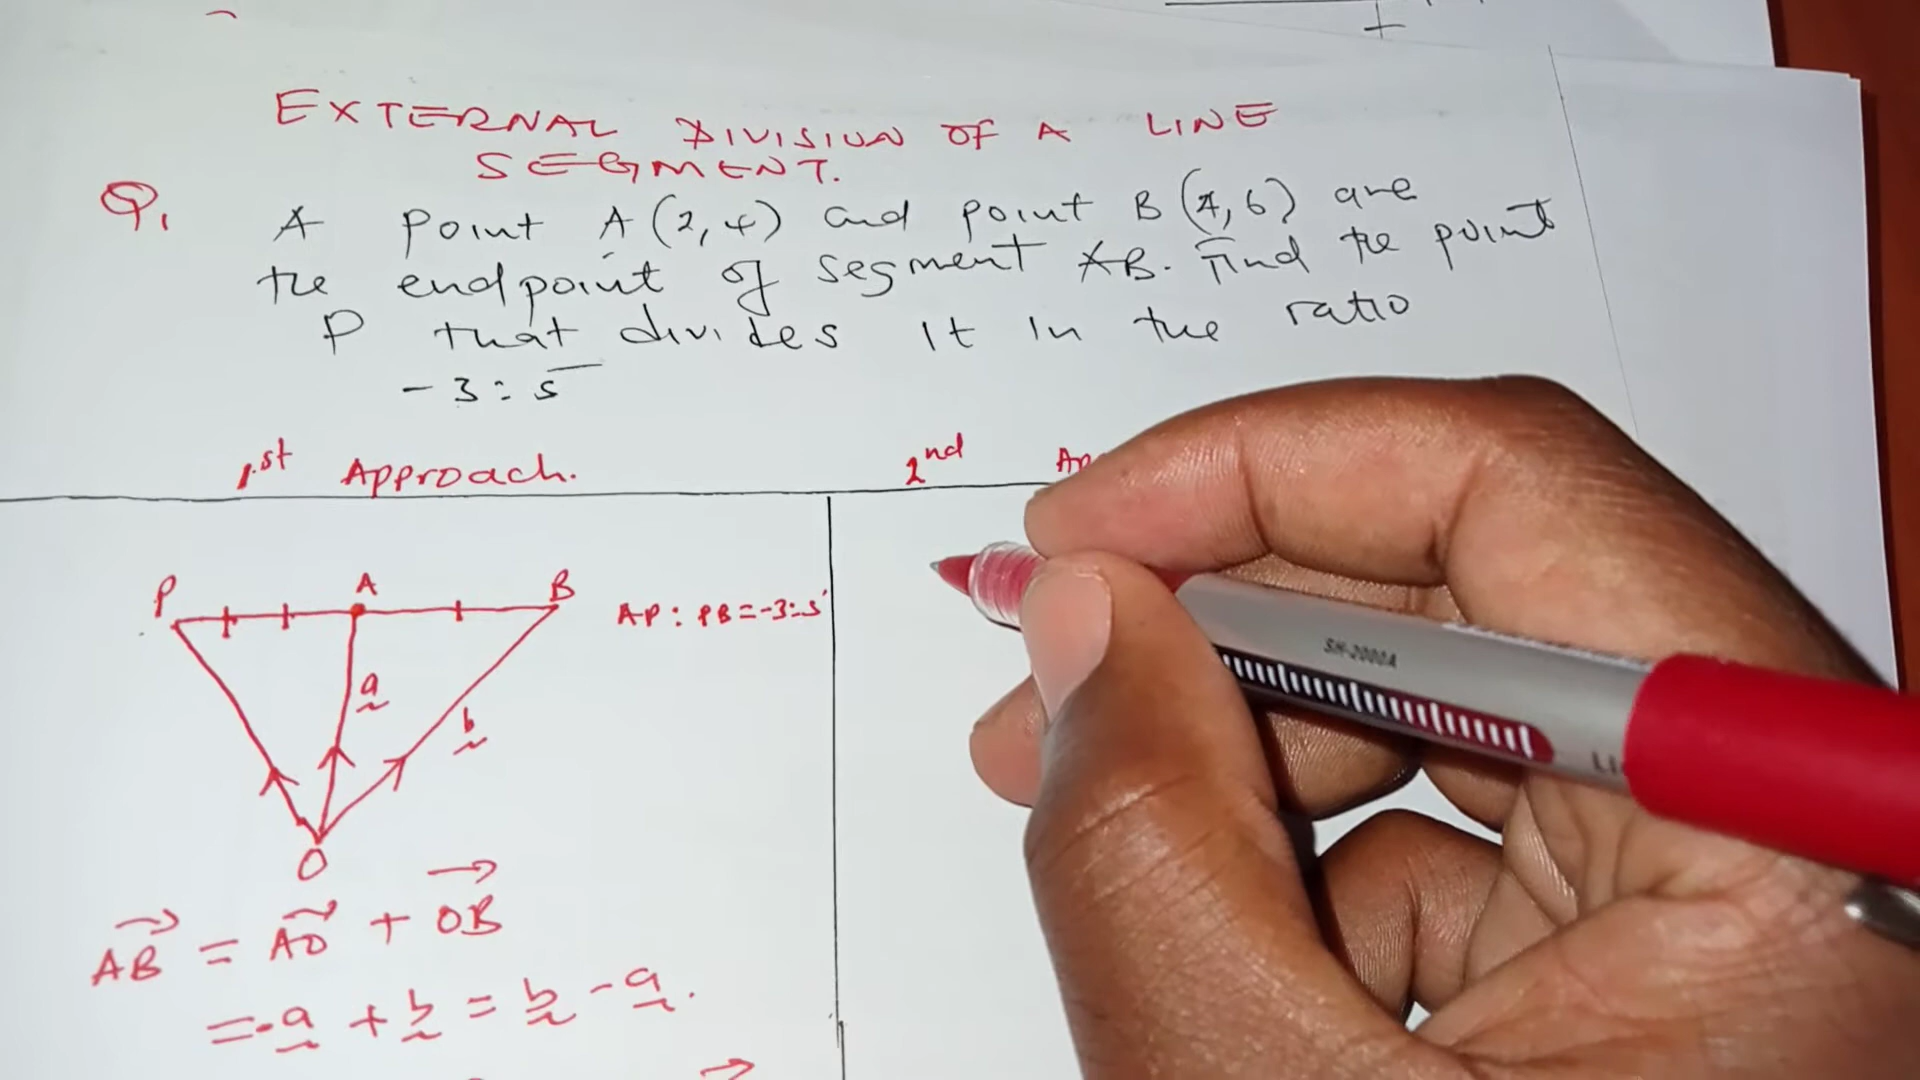 EXTERNAL DIVISION OF A LINE
SEGMENT.
Q1 A point A(2,4) and point B(4,6) are
the endpoint of segment AB. Find the point
P that divides it in the ratio
-3:5
1st Approach.
2nd
P A B AP : PB = -3:5
a
b
O
AB = AO + OB
= -a + b = b - a.
SH-2000A